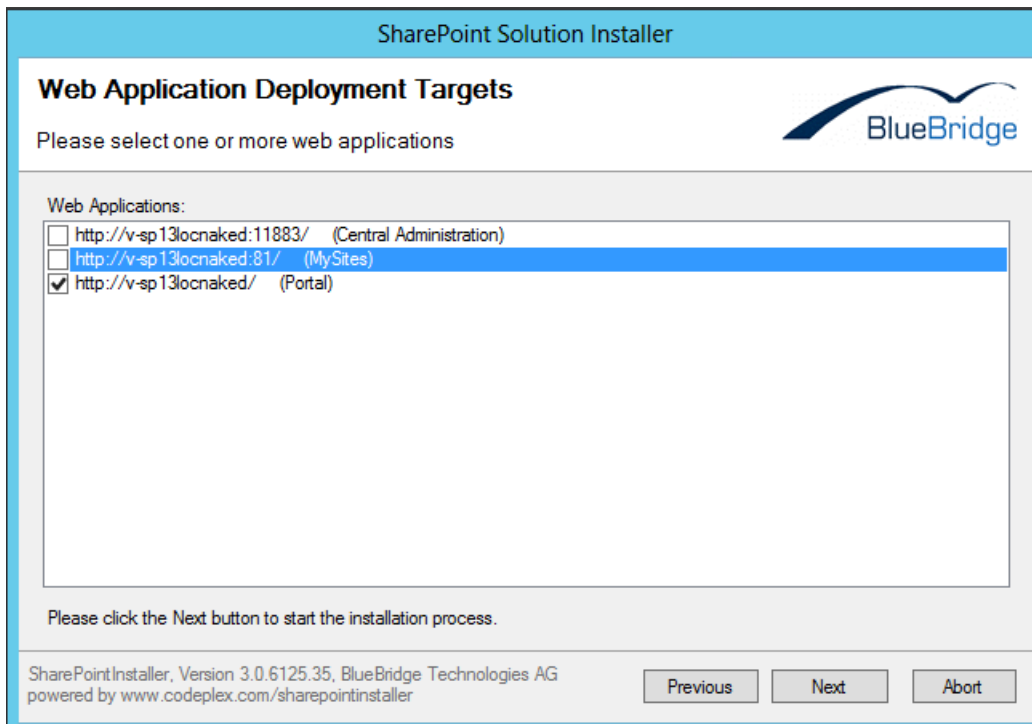 SharePoint Solution Installer
Web Application Deployment Targets
Please select one or more web applications
BlueBridge
Web Applications:
http://v-sp13locnaked:11883/ (Central Administration)
http://v-sp13locnaked:81/ (MySites)
http://v-sp13locnaked/ (Portal)
Please click the Next button to start the installation process.
SharePointInstaller, Version 3.0.6125.35, BlueBridge Technologies AG
powered by www.codeplex.com/sharepointinstaller
Previous Next Abort